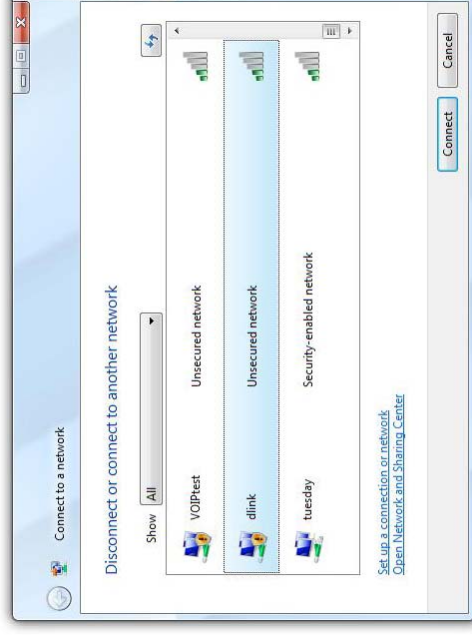 Connect to a network
Disconnect or connect to another network
Show All
VOIPtest Unsecured network
dlink Unsecured network
tuesday Security-enabled network
Set up a connection or network
Open Network and Sharing Center
Connect Cancel